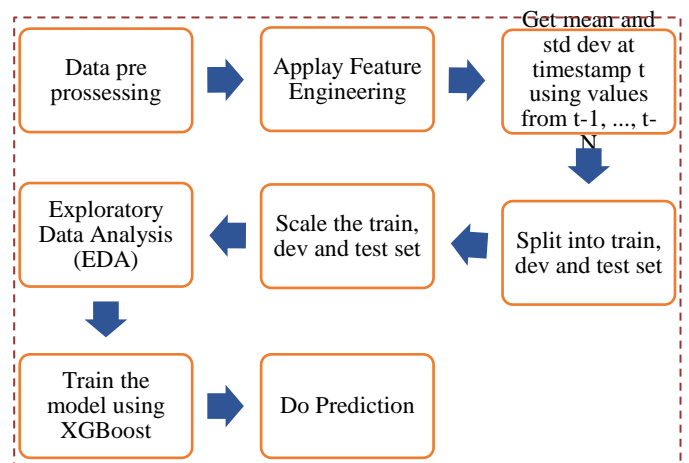 Data pre
prossessing
Applay Feature
Engineering
Get mean and
std dev at
timestamp t
using values
from t-1, ..., t-
N
Split into train,
dev and test set
Scale the train,
dev and test set
Exploratory
Data Analysis
(EDA)
Train the
model using
XGBoost
Do Prediction